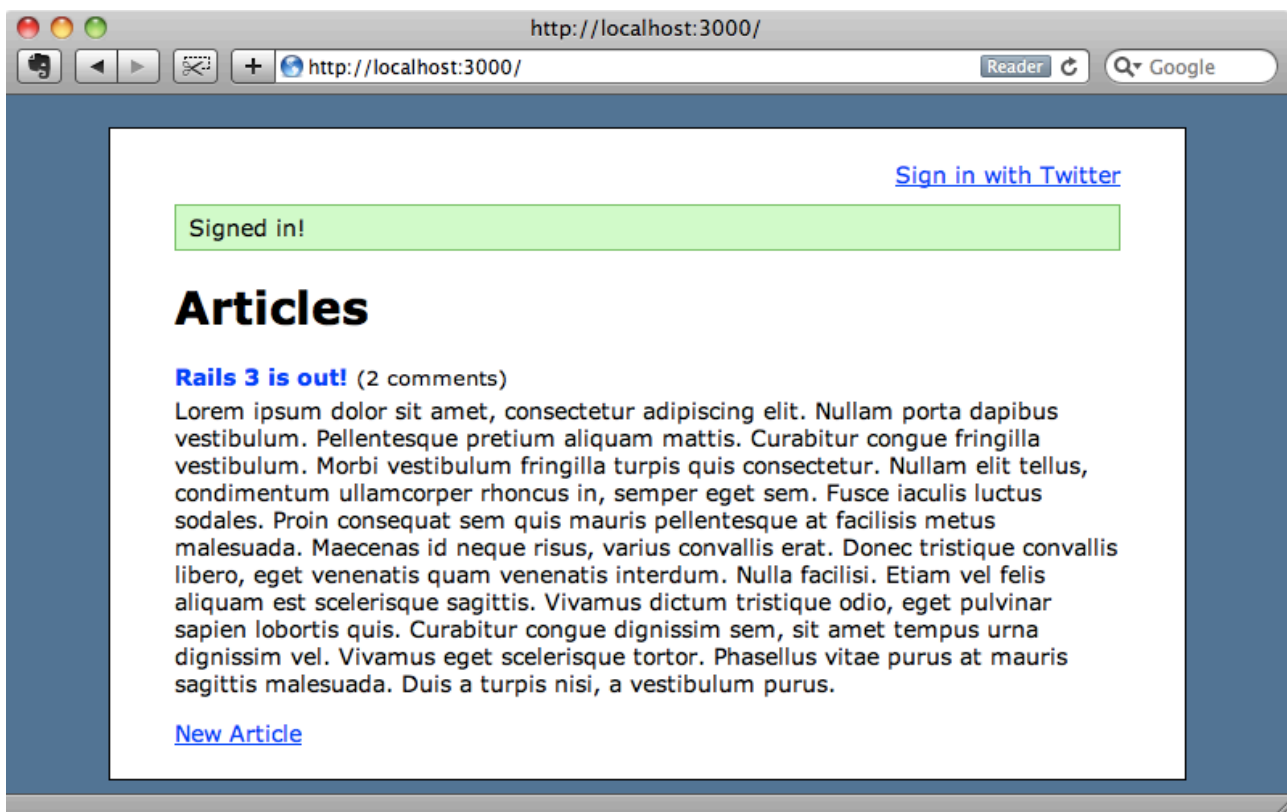 http://localhost:3000/
http://localhost:3000/
Reader
Google
Sign in with Twitter
Signed in!
Articles
Rails 3 is out! (2 comments)
Lorem ipsum dolor sit amet, consectetur adipiscing elit. Nullam porta dapibus
vestibulum. Pellentesque pretium aliquam mattis. Curabitur congue fringilla
vestibulum. Morbi vestibulum fringilla turpis quis consectetur. Nullam elit tellus,
condimentum ullamcorper rhoncus in, semper eget sem. Fusce iaculis luctus
sodales. Proin consequat sem quis mauris pellentesque at facilisis metus
malesuada. Maecenas id neque risus, varius convallis erat. Donec tristique convallis
libero, eget venenatis quam venenatis interdum. Nulla facilisi. Etiam vel felis
aliquam est scelerisque sagittis. Vivamus dictum tristique odio, eget pulvinar
sapien lobortis quis. Curabitur congue dignissim sem, sit amet tempus urna
dignissim vel. Vivamus eget scelerisque tortor. Phasellus vitae purus at mauris
sagittis malesuada. Duis a turpis nisi, a vestibulum purus.
New Article